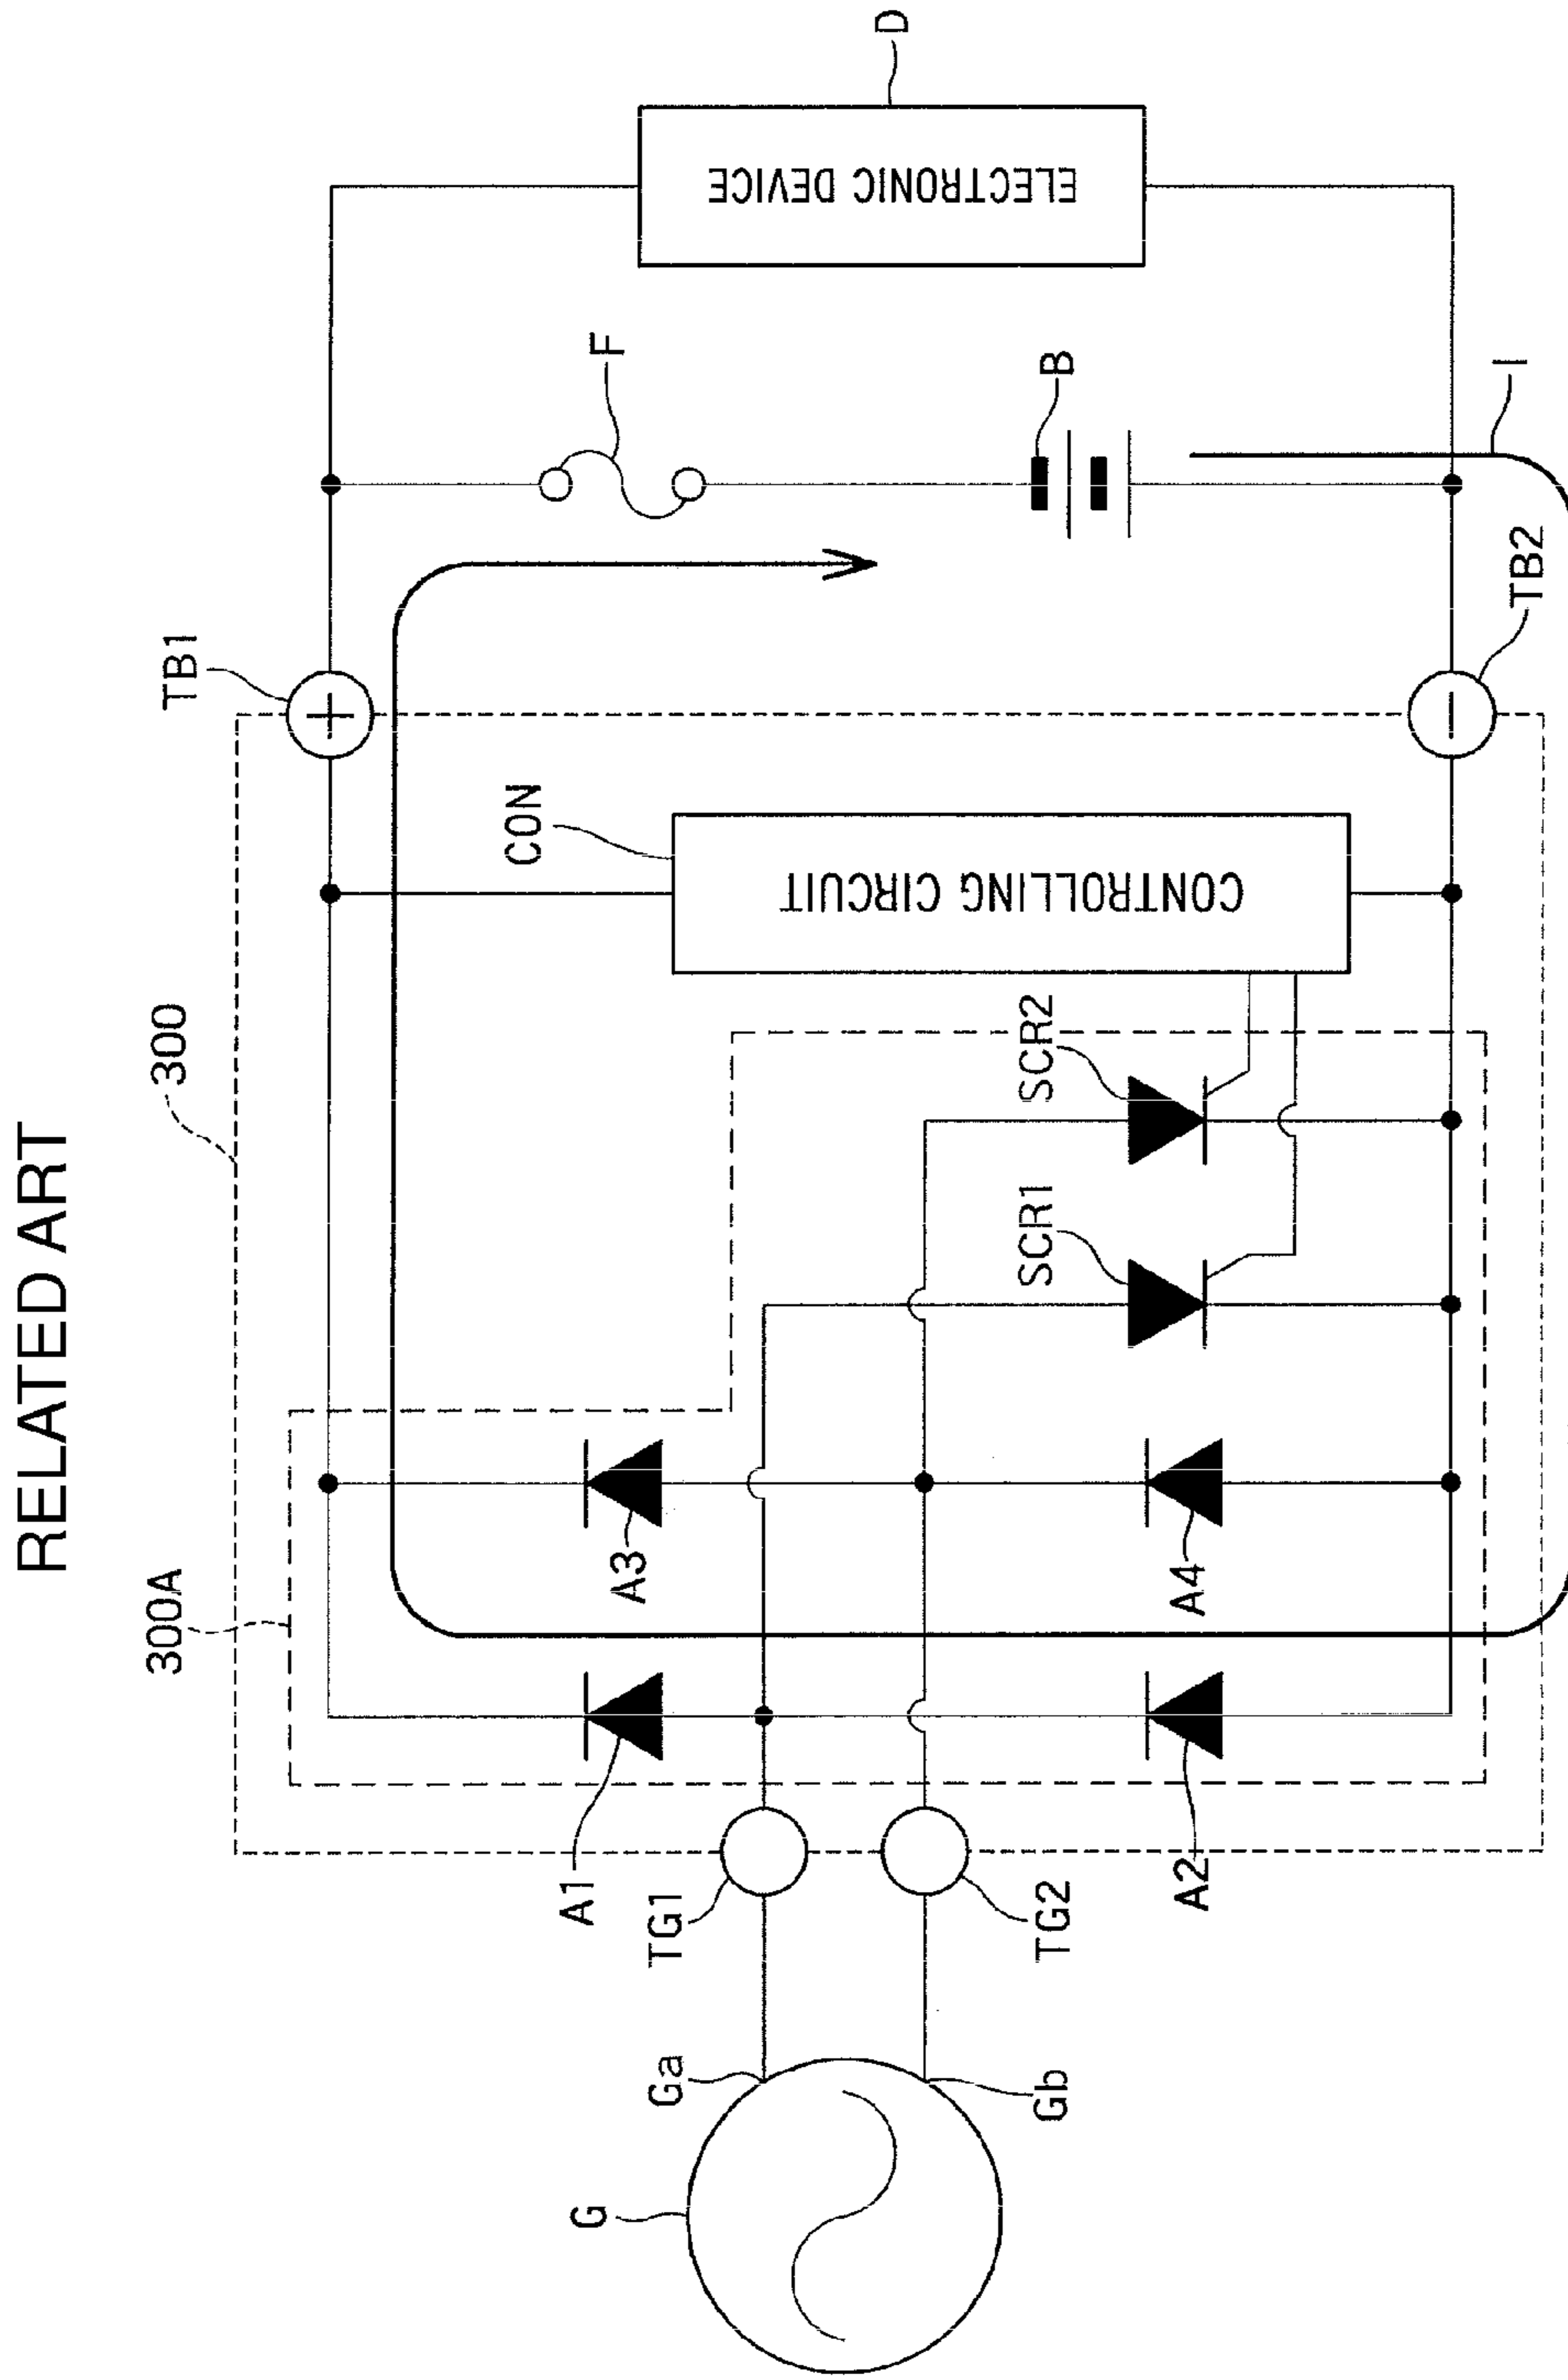 RELATED ART
300A
300
TB1
A1
A3
CON
F
G
Ga
TG1
SCR1
SCR2
CONTROLLING CIRCUIT
ELECTRONIC DEVICE
D
+
B
Gb
TG2
A2
A4
−
TB2
I